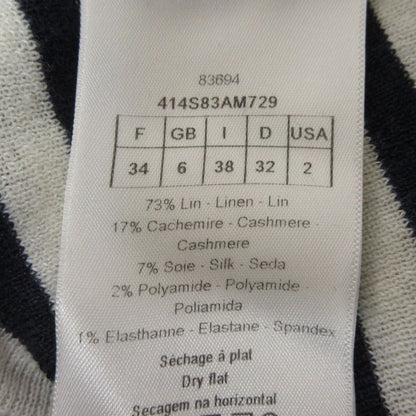 83694
414S83AM729
F GB I D USA
34 6 38 32 2
73% Lin - Linen - Lin
17% Cachemire - Cashmere -
Cashmere
7% Soie - Silk - Seda
2% Polyamide - Polyamide -
Poliamida
1% Elasthanne - Elastane - Spandex
Séchage à plat
Dry flat
Secagem na horizontal